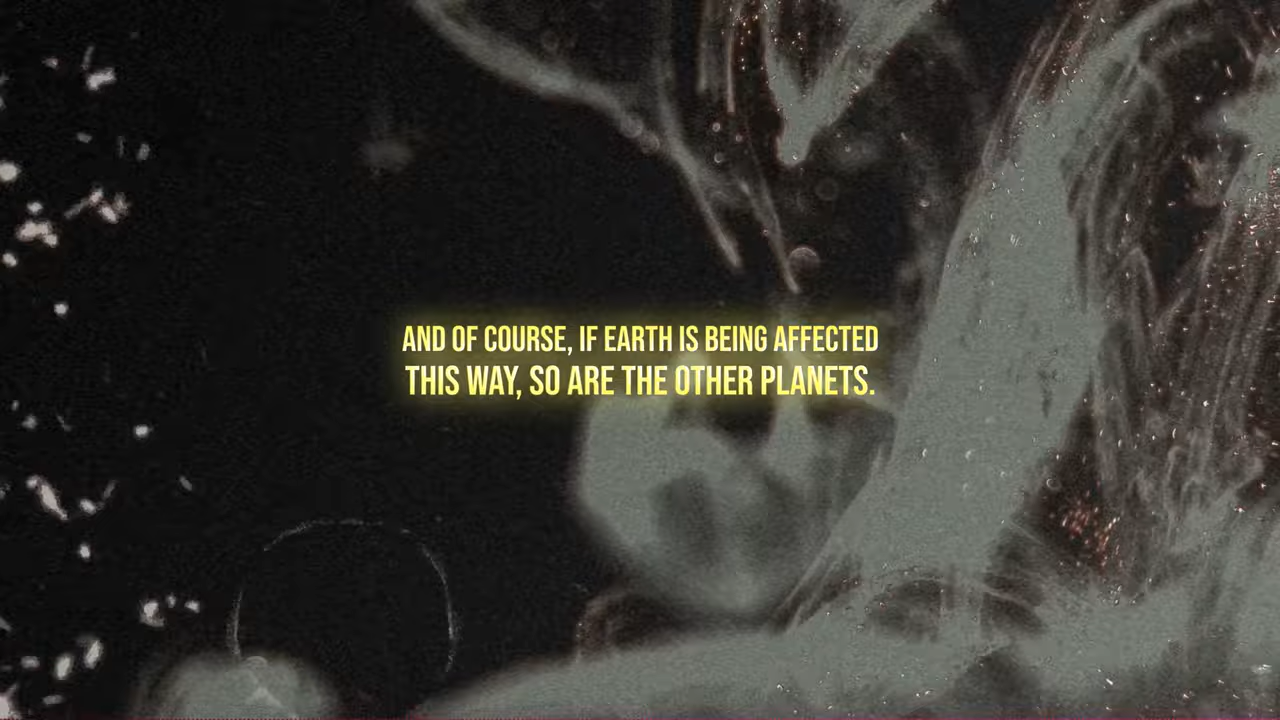 AND OF COURSE, IF EARTH IS BEING AFFECTED
THIS WAY, SO ARE THE OTHER PLANETS.